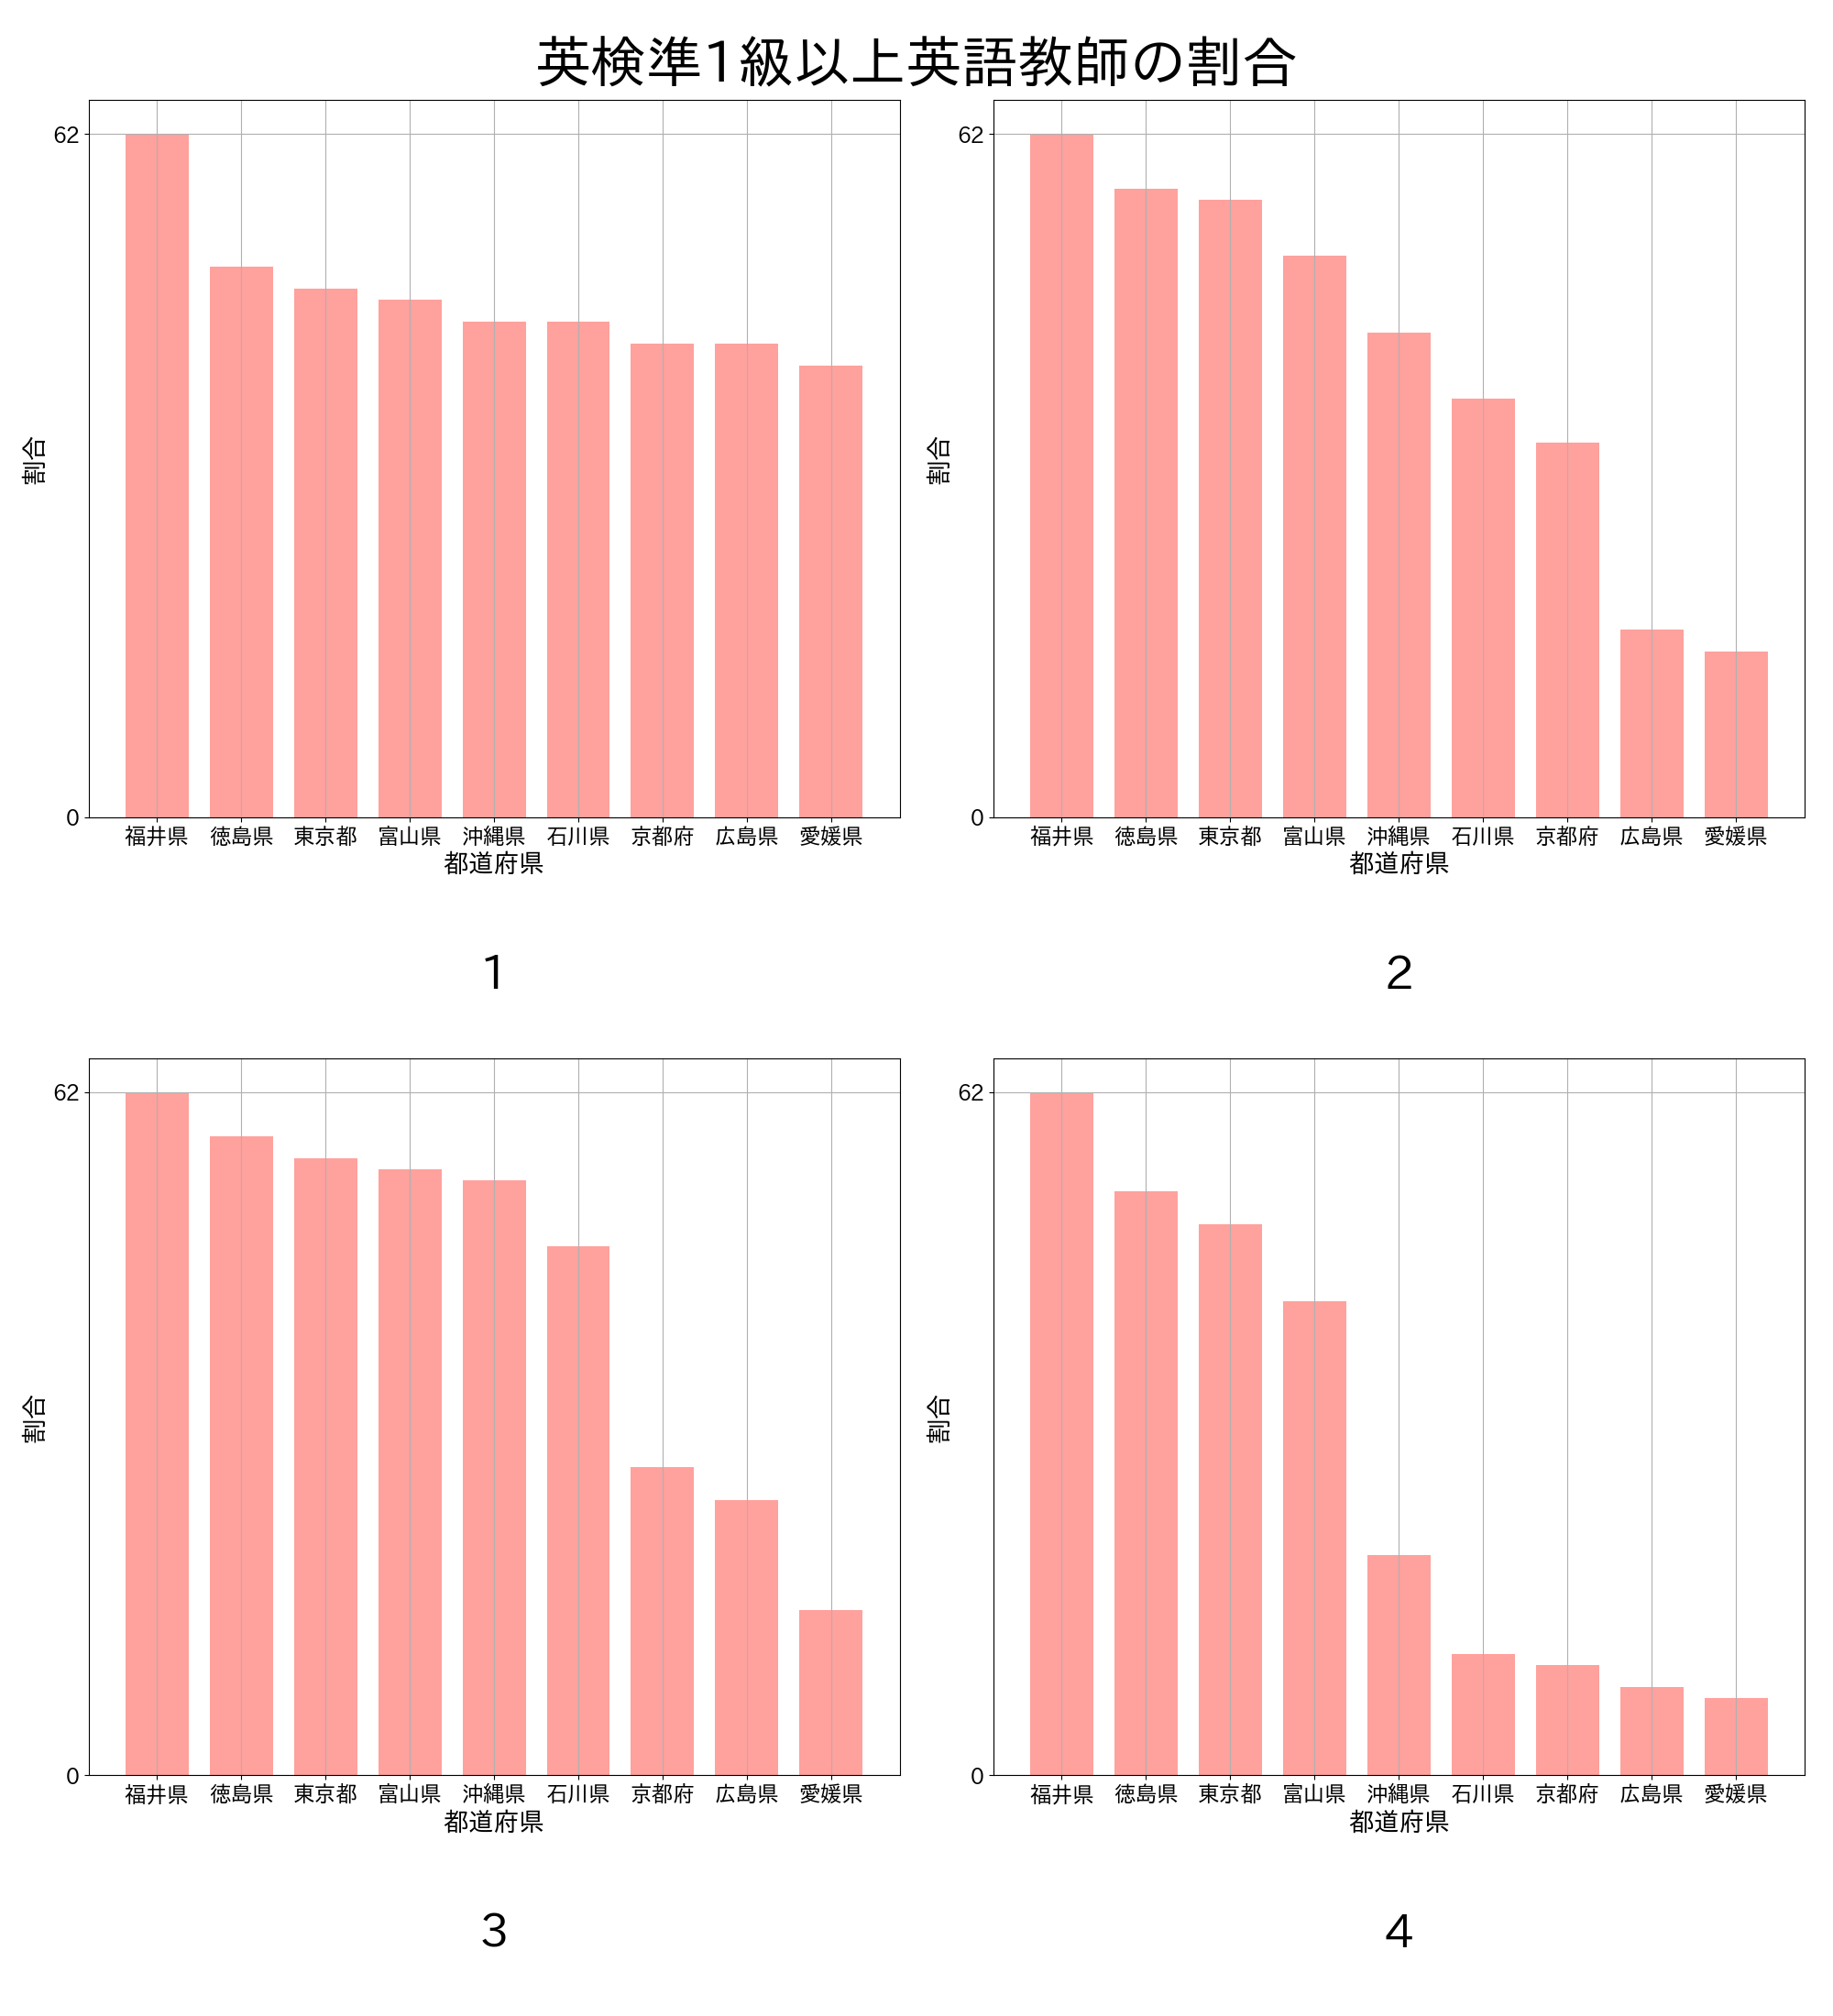 英検準1級以上英語教師の割合
62
0
割合
福井県 徳島県 東京都 富山県 沖縄県 石川県 京都府 広島県 愛媛県
都道府県
1
62
0
割合
福井県 徳島県 東京都 富山県 沖縄県 石川県 京都府 広島県 愛媛県
都道府県
2
62
0
割合
福井県 徳島県 東京都 富山県 沖縄県 石川県 京都府 広島県 愛媛県
都道府県
3
62
0
割合
福井県 徳島県 東京都 富山県 沖縄県 石川県 京都府 広島県 愛媛県
都道府県
4